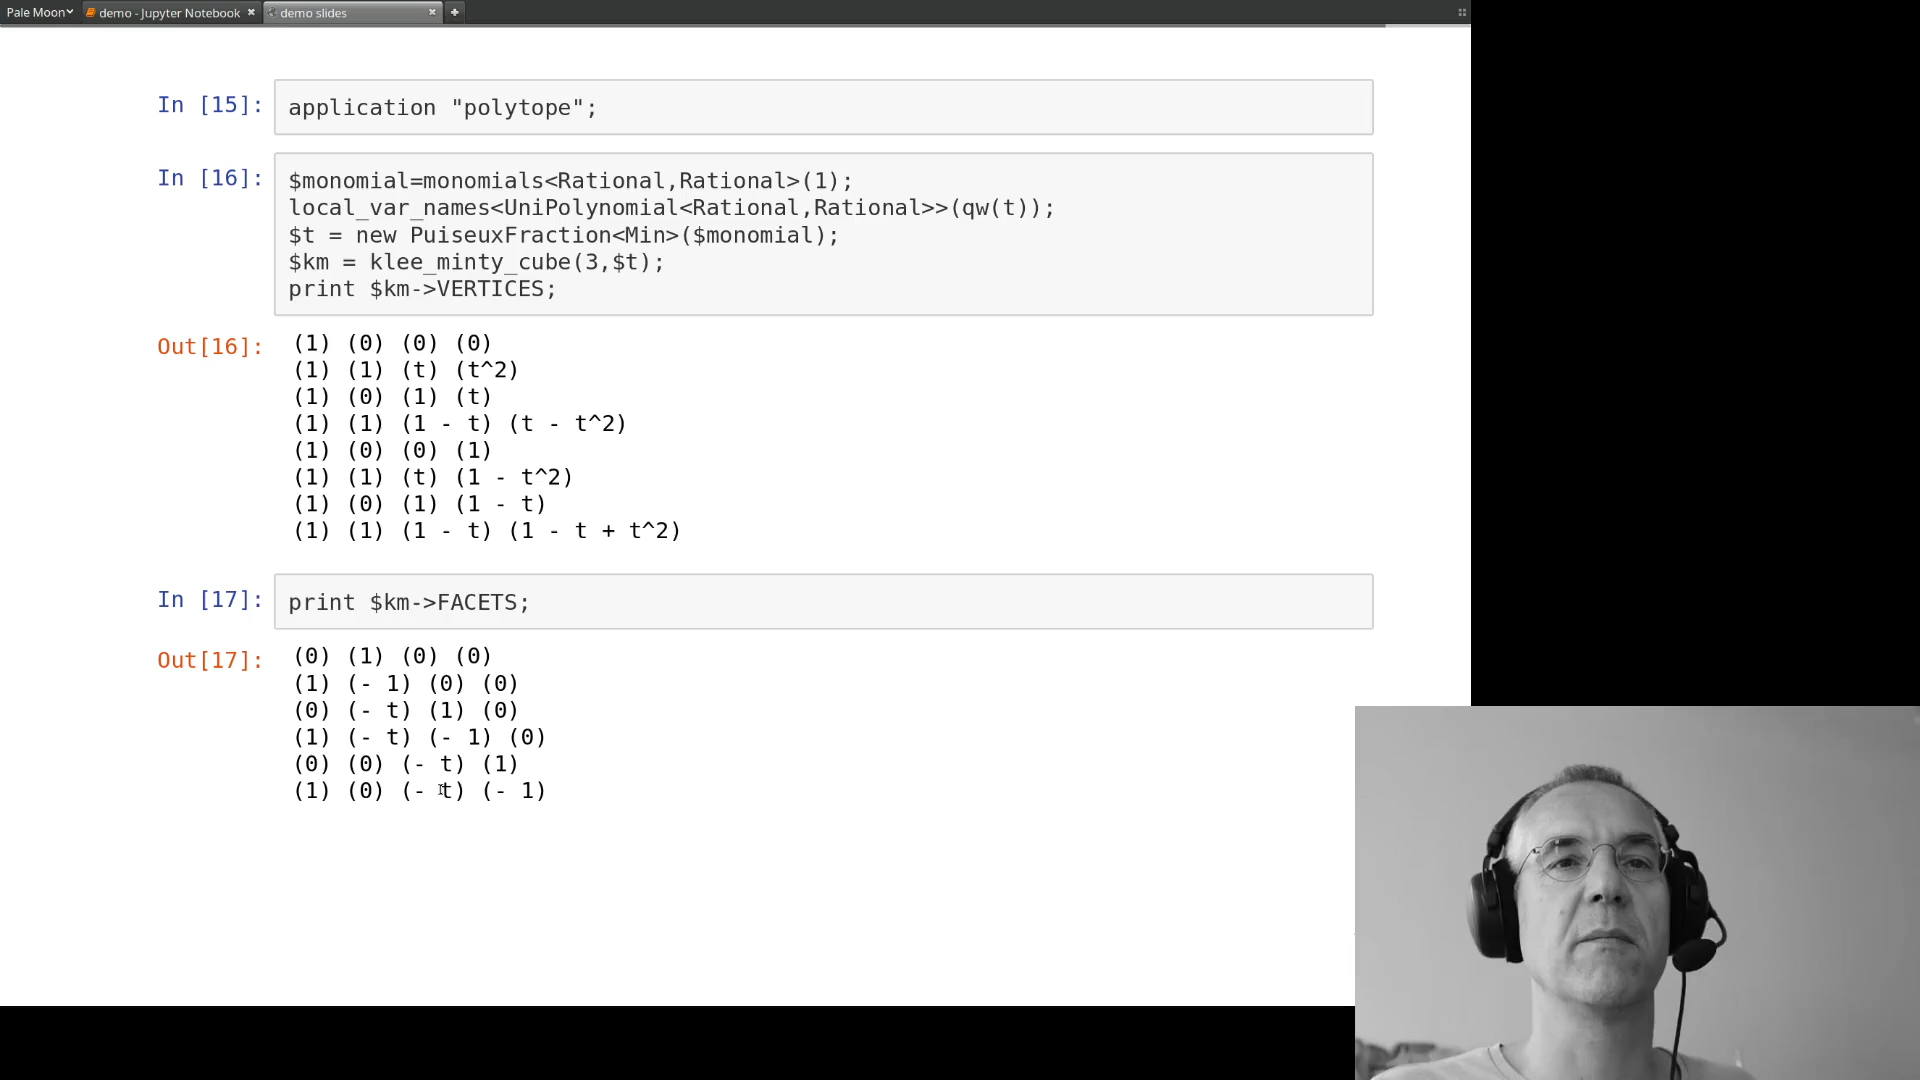 Pale Moon
demo - Jupyter Notebook
demo slides
In [15]:
application "polytope";
In [16]:
$monomial=monomials<Rational,Rational>(1);
local_var_names<UniPolynomial<Rational,Rational>>(qw(t));
$t = new PuiseuxFraction<Min>($monomial);
$km = klee_minty_cube(3,$t);
print $km->VERTICES;
Out[16]:
(1) (0) (0) (0)
(1) (1) (t) (t^2)
(1) (0) (1) (t)
(1) (1) (1 - t) (t - t^2)
(1) (0) (0) (1)
(1) (1) (t) (1 - t^2)
(1) (0) (1) (1 - t)
(1) (1) (1 - t) (1 - t + t^2)
In [17]:
print $km->FACETS;
Out[17]:
(0) (1) (0) (0)
(1) (- 1) (0) (0)
(0) (- t) (1) (0)
(1) (- t) (- 1) (0)
(0) (0) (- t) (1)
(1) (0) (- t) (- 1)